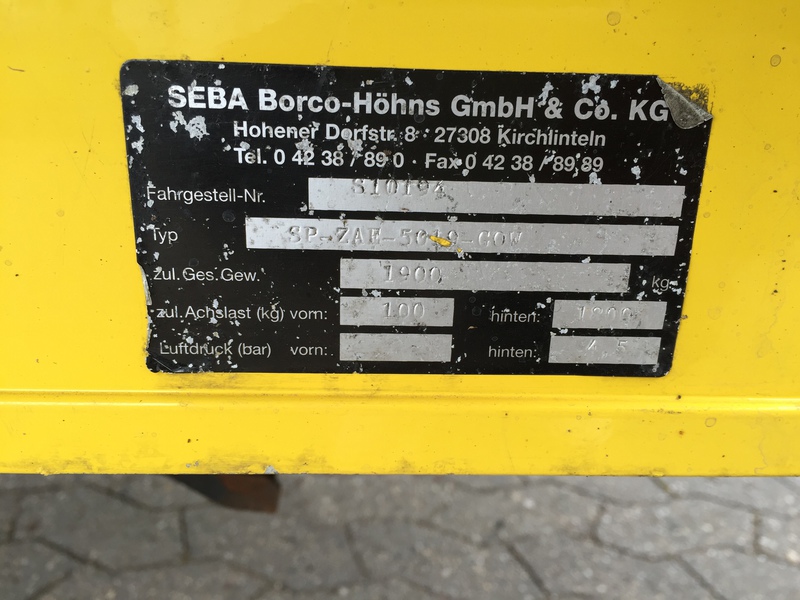 SEBA Borco-Höhns GmbH & Co. KG
Hohener Dorfstr. 8 · 27308 Kirchlinteln
Tel. 0 42 38 / 89 0 · Fax 0 42 38 / 89 89
Fahrgestell-Nr. S10194
Typ
zul. Ges. Gew. 1900 kg
zul. Achslast (kg) vorn: 100 hinten: 1800
Luftdruck (bar) vorn: hinten: 4,5